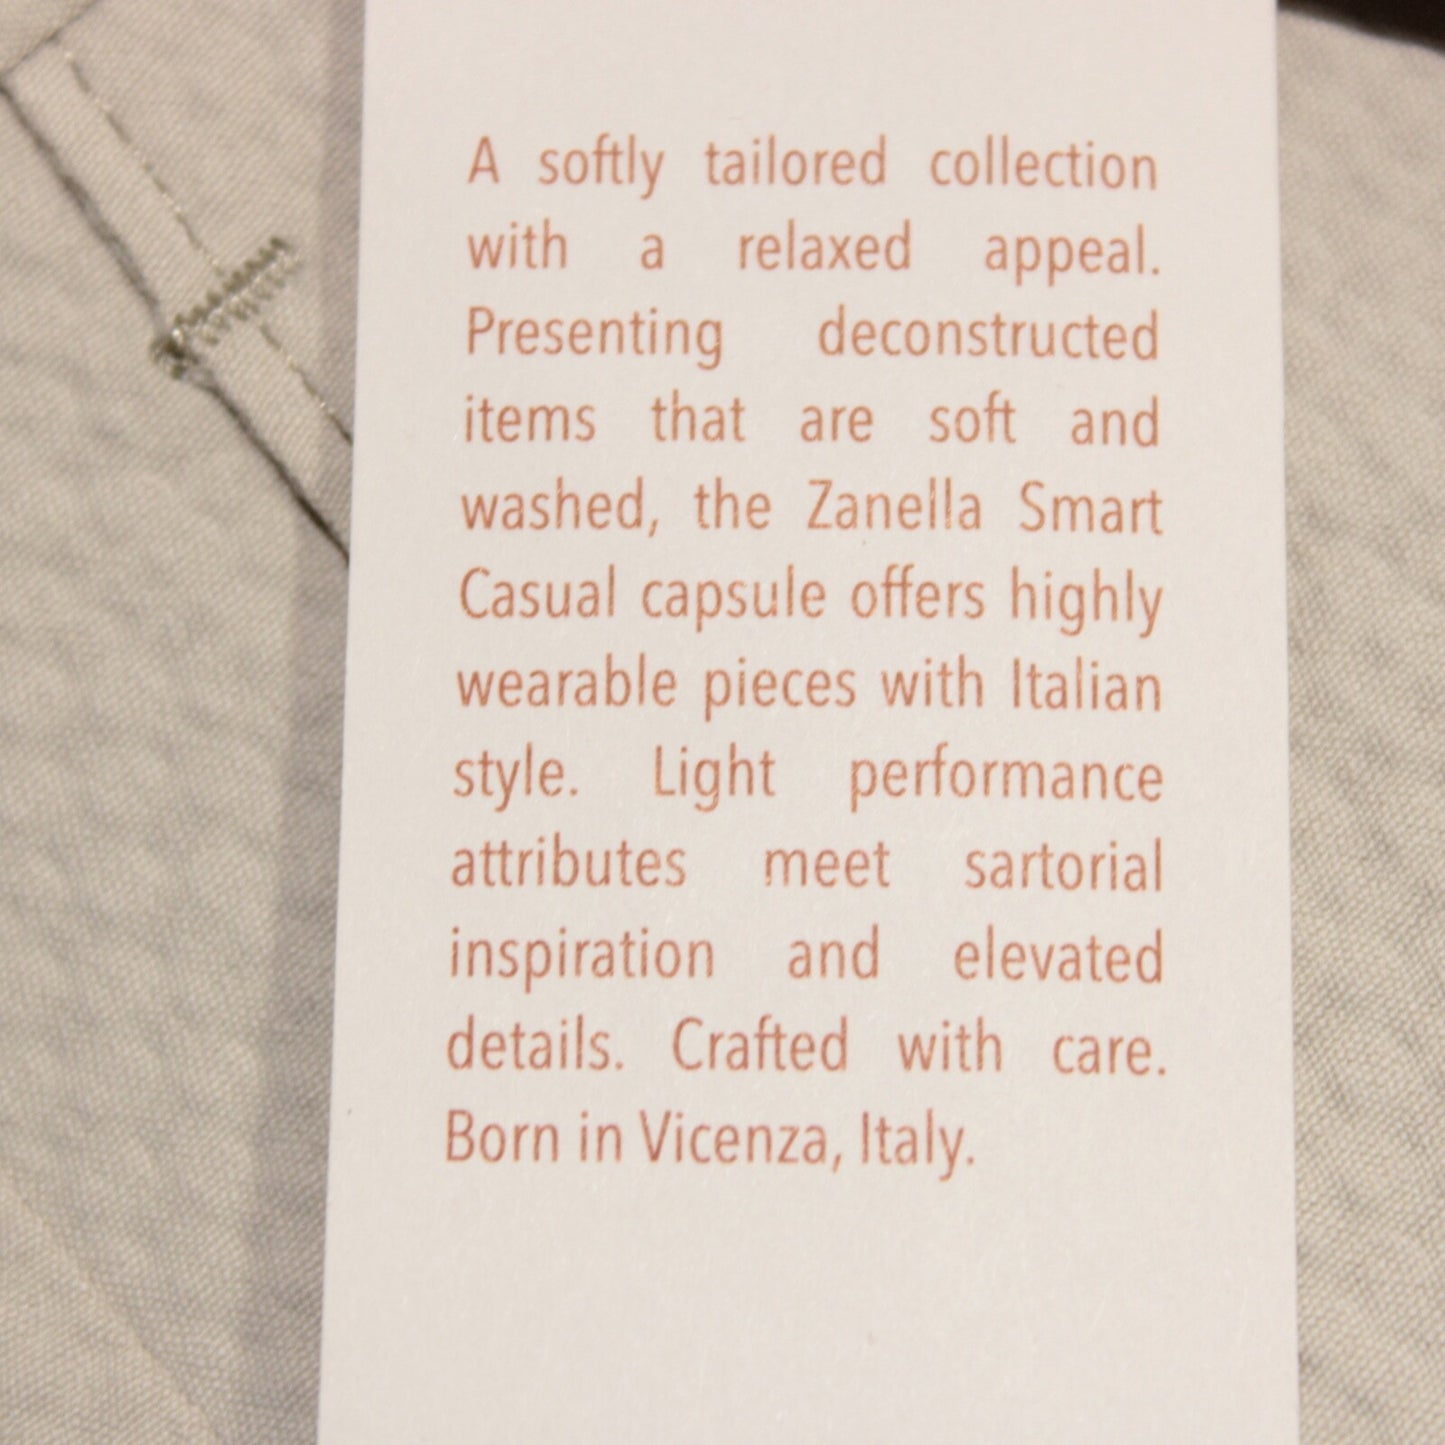 A softly tailored collection
with a relaxed appeal.
Presenting deconstructed
items that are soft and
washed, the Zanella Smart
Casual capsule offers highly
wearable pieces with Italian
style. Light performance
attributes meet sartorial
inspiration and elevated
details. Crafted with care.
Born in Vicenza, Italy.